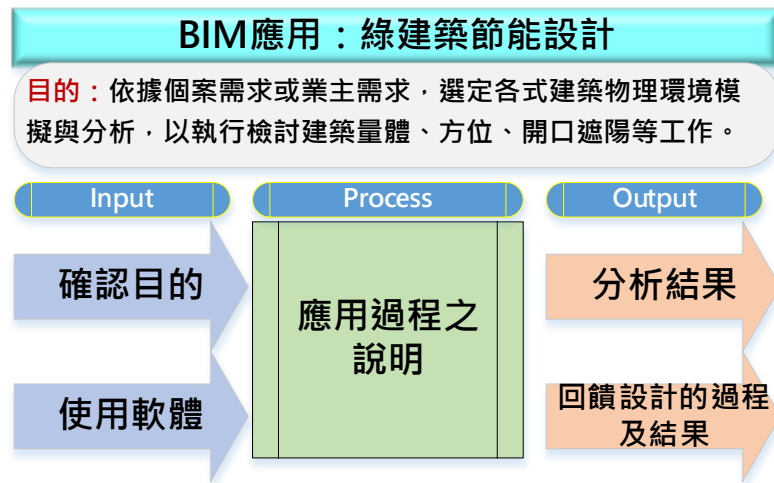 BIM應用：綠建築節能設計
目的：依據個案需求或業主需求，選定各式建築物理環境模
擬與分析，以執行檢討建築量體、方位、開口遮陽等工作。
Input
Process
Output
確認目的
使用軟體
應用過程之
說明
分析結果
回饋設計的過程
及結果